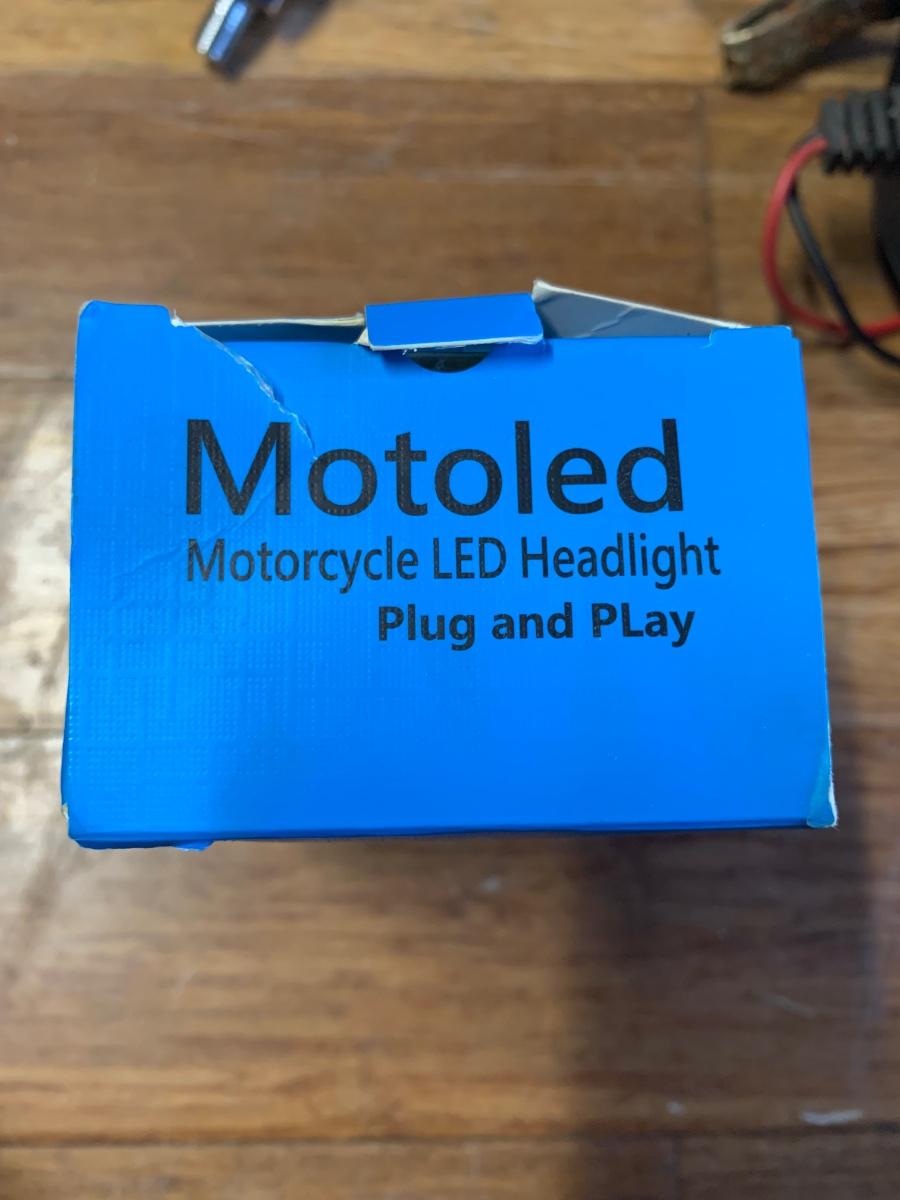 Motoled
Motorcycle LED Headlight
Plug and PLay